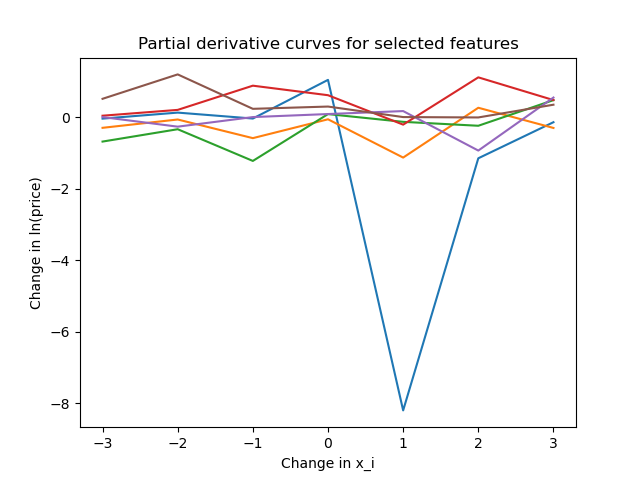 Partial derivative curves for selected features
Change in ln(price)
0
−2
−4
−6
−8
−3 −2 −1 0 1 2 3
Change in x_i